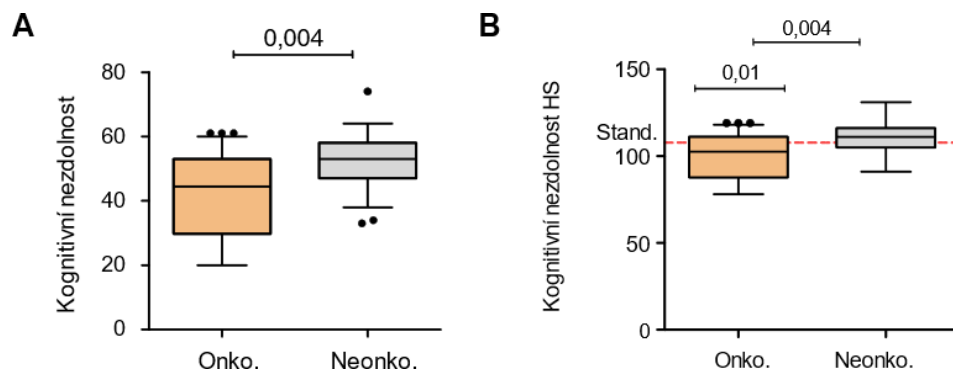 A
0,004
Kognitivní nezdolnost
80
60
40
20
0
Onko.
Neonko.
B
0,004
0,01
Kognitivní nezdolnost HS
150
Stand.
100
50
0
Onko.
Neonko.